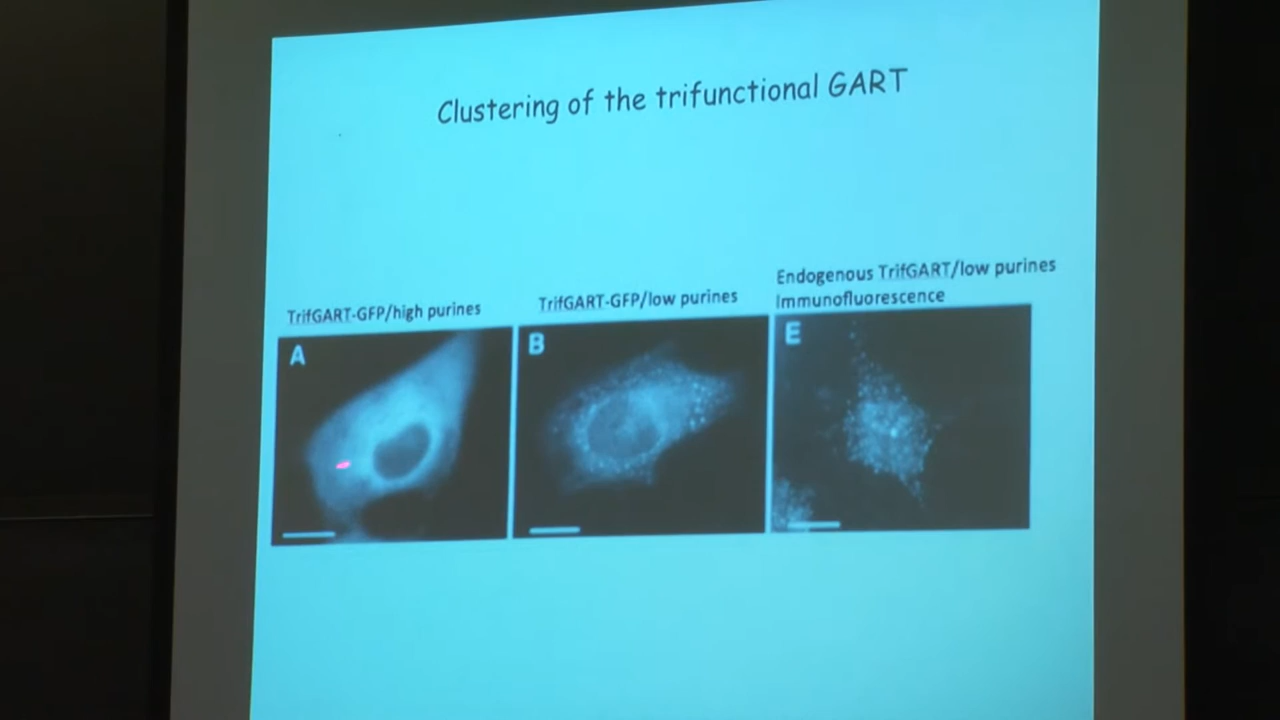 Clustering of the trifunctional GART
TrifGART-GFP/high purines
TrifGART-GFP/low purines
Endogenous TrifGART/low purines
Immunofluorescence
A
B
E